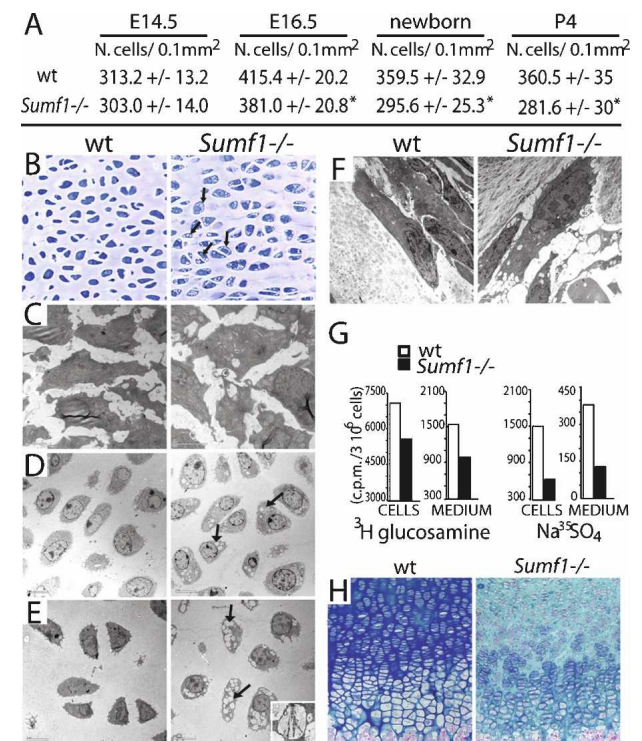 A
E14.5 E16.5 newborn P4
N. cells/ 0.1mm² N. cells/ 0.1mm² N. cells/ 0.1mm² N. cells/ 0.1mm²
wt 313.2 +/- 13.2 415.4 +/- 20.2 359.5 +/- 32.9 360.5 +/- 35
Sumf1-/- 303.0 +/- 14.0 381.0 +/- 20.8* 295.6 +/- 25.3* 281.6 +/- 30*
wt Sumf1-/-
B
C
D
E
wt Sumf1-/-
F
G
wt
Sumf1-/-
(c.p.m./3 10⁶ cells)
7500
6000
4500
3000
2100
1500
900
300
2100
1500
900
300
450
300
150
0
CELLS MEDIUM CELLS MEDIUM
³H glucosamine Na³⁵SO₄
wt Sumf1-/-
H